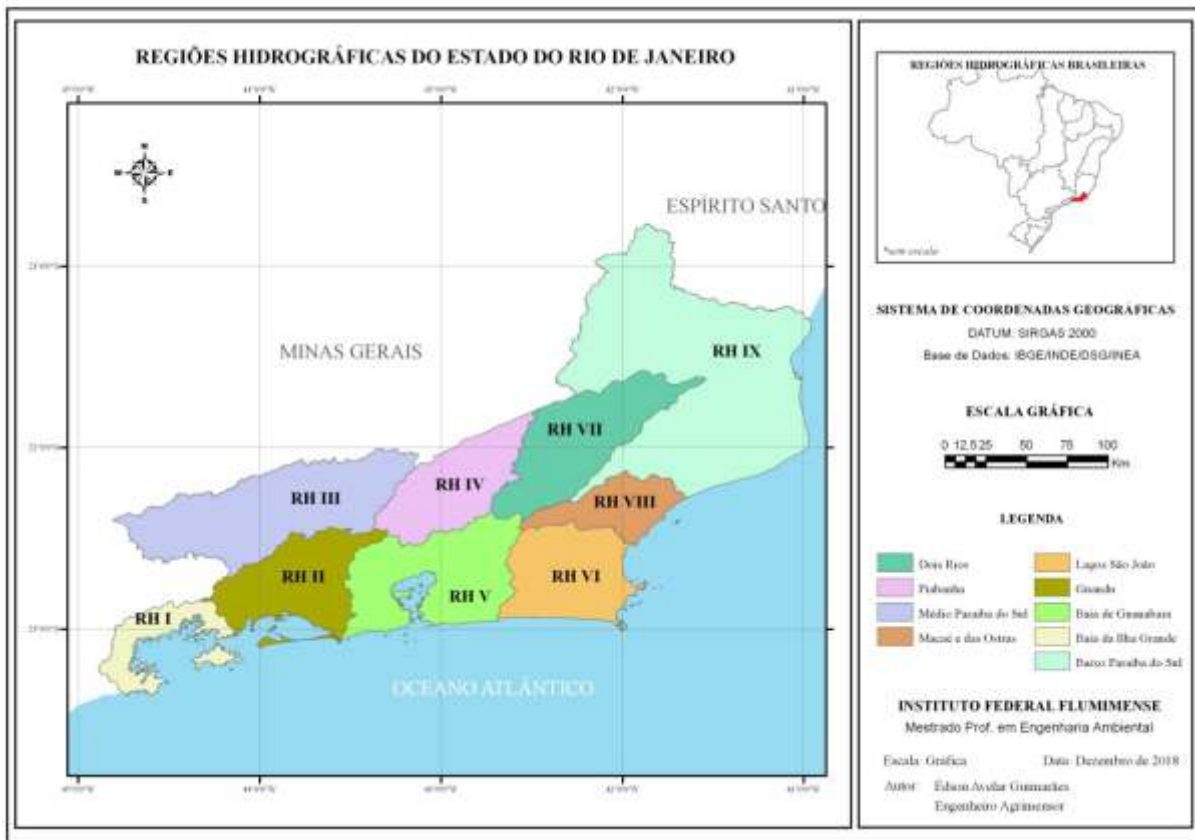 REGIÕES HIDROGRÁFICAS DO ESTADO DO RIO DE JANEIRO
N
W E
S
ESPÍRITO SANTO
MINAS GERAIS
RH IX
RH VII
RH IV
RH III
RH VIII
RH II
RH VI
RH V
RH I
OCEANO ATLÂNTICO
REGIÕES HIDROGRÁFICAS BRASILEIRAS
*sem escala
SISTEMA DE COORDENADAS GEOGRÁFICAS
DATUM: SIRGAS 2000
Base de Dados: IBGE/INDE/DSG/INEA
ESCALA GRÁFICA
0 12,5 25 50 75 100
Km
LEGENDA
Dois Rios
Piabanha
Médio Paraíba do Sul
Macaé e das Ostras
Lagos São João
Guandu
Baía de Guanabara
Baía da Ilha Grande
Baixo Paraíba do Sul
INSTITUTO FEDERAL FLUMIMENSE
Mestrado Prof. em Engenharia Ambiental
Escala: Gráfica Data: Dezembro de 2018
Autor: Édson Avelar Guimarães
Engenheiro Agrimensor